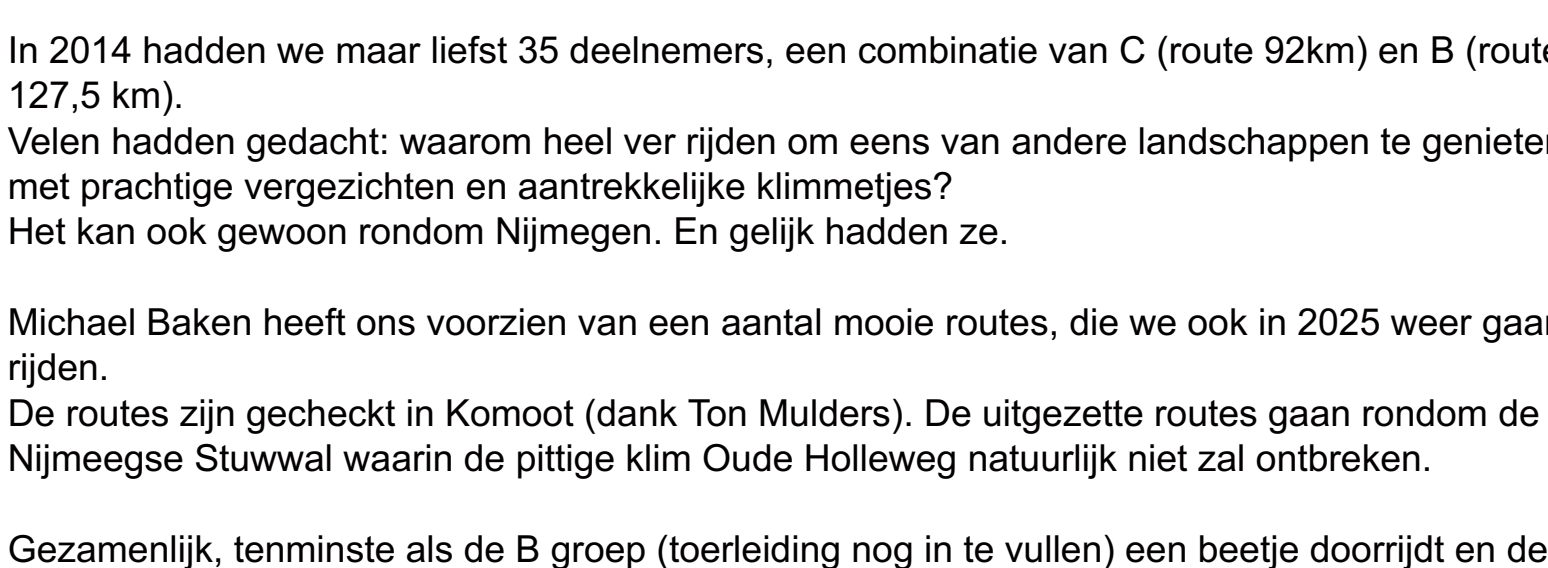 In 2014 hadden we maar liefst 35 deelnemers, een combinatie van C (route 92km) en B (route
127,5 km).
Velen hadden gedacht: waarom heel ver rijden om eens van andere landschappen te genieten
met prachtige vergezichten en aantrekkelijke klimmetjes?
Het kan ook gewoon rondom Nijmegen. En gelijk hadden ze.
Michael Baken heeft ons voorzien van een aantal mooie routes, die we ook in 2025 weer gaan
rijden.
De routes zijn gecheckt in Komoot (dank Ton Mulders). De uitgezette routes gaan rondom de
Nijmeegse Stuwwal waarin de pittige klim Oude Holleweg natuurlijk niet zal ontbreken.
Gezamenlijk, tenminste als de B groep (toerleiding nog in te vullen) een beetje doorrijdt en de